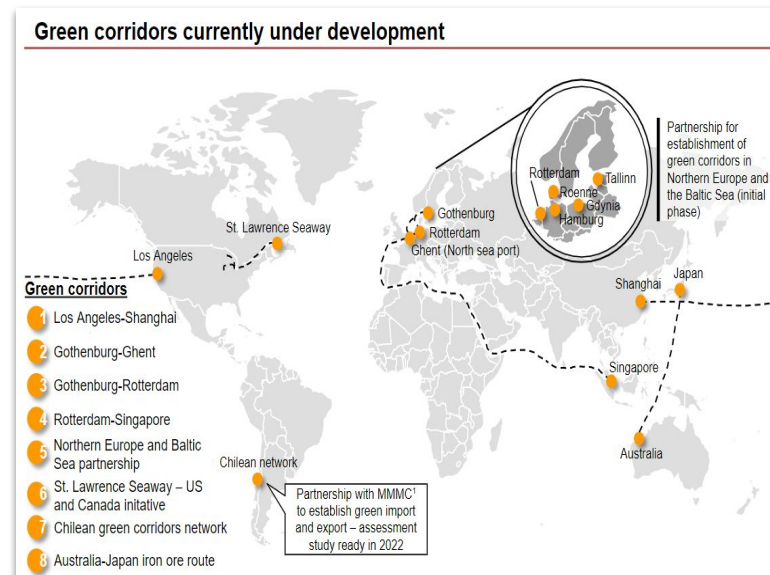 Green corridors currently under development
Partnership for
establishment of
green corridors in
Northern Europe and
the Baltic Sea (initial
phase)
Rotterdam
Tallinn
Roenne
Gdynia
Hamburg
Gothenburg
Rotterdam
Ghent (North sea port)
St. Lawrence Seaway
Los Angeles
Shanghai
Japan
Singapore
Australia
Chilean network
Partnership with MMMC¹
to establish green import
and export – assessment
study ready in 2022
Green corridors
1 Los Angeles-Shanghai
2 Gothenburg-Ghent
3 Gothenburg-Rotterdam
4 Rotterdam-Singapore
5 Northern Europe and Baltic
Sea partnership
6 St. Lawrence Seaway – US
and Canada initative
7 Chilean green corridors network
8 Australia-Japan iron ore route